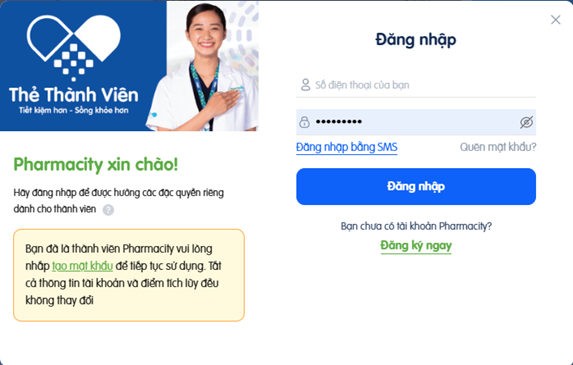 Thẻ Thành Viên
Tiết kiệm hơn - Sống khỏe hơn
Pharmacity xin chào!
Hãy đăng nhập để được hưởng các đặc quyền riêng
dành cho thành viên ?
Bạn đã là thành viên Pharmacity vui lòng
nhấp tạo mật khẩu để tiếp tục sử dụng. Tất
cả thông tin tài khoản và điểm tích lũy đều
không thay đổi
Đăng nhập
Số điện thoại của bạn
•••••••••
Đăng nhập bằng SMS Quên mật khẩu?
Đăng nhập
Bạn chưa có tài khoản Pharmacity?
Đăng ký ngay